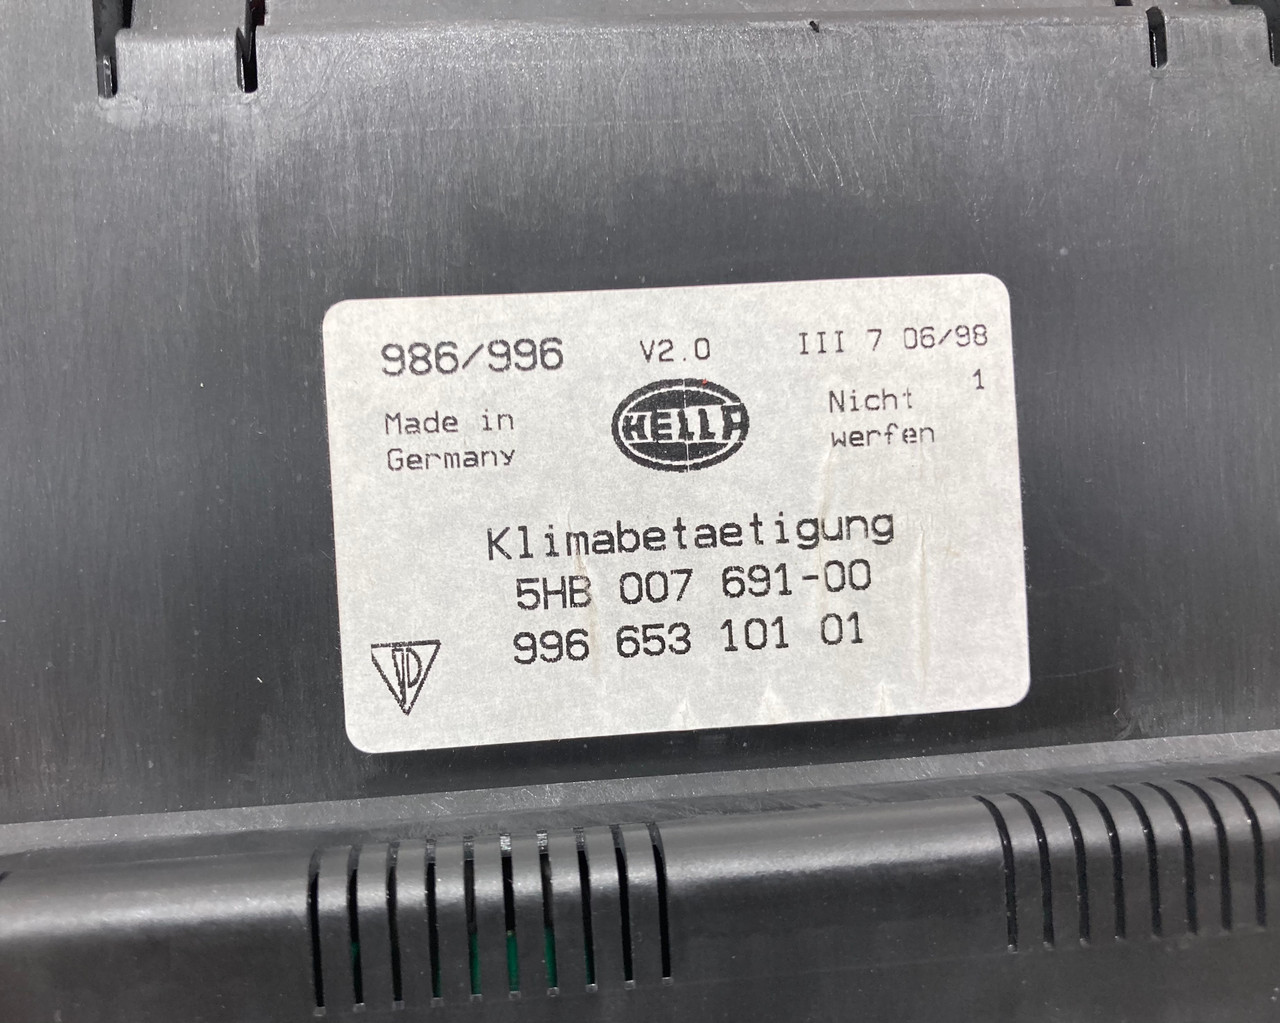 986/996 V2.0 III 7 06/98
1
Made in
Germany
HELLA
Nicht
werfen
Klimabetaetigung
5HB 007 691-00
996 653 101 01